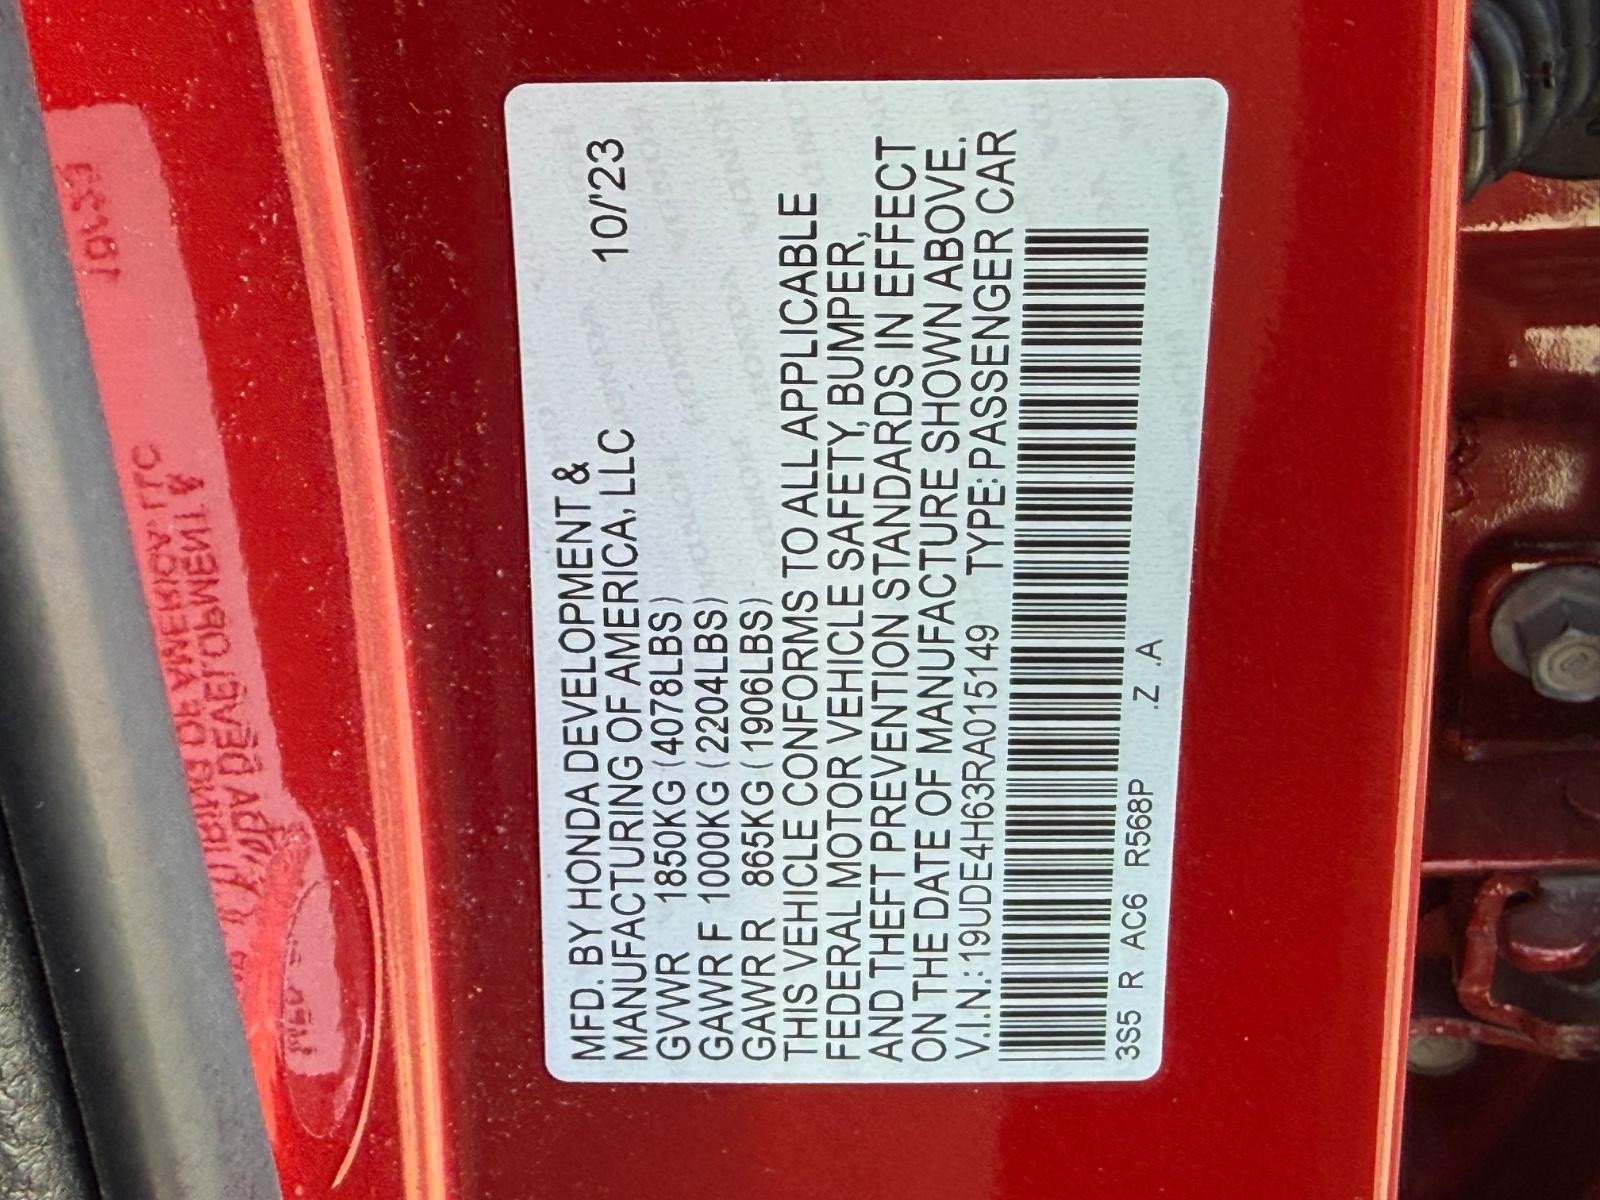 MFD. BY HONDA DEVELOPMENT &
MANUFACTURING OF AMERICA, LLC 10/'23
GVWR 1850KG (4078LBS)
GAWR F 1000KG (2204LBS)
GAWR R 865KG (1906LBS)
THIS VEHICLE CONFORMS TO ALL APPLICABLE
FEDERAL MOTOR VEHICLE SAFETY, BUMPER,
AND THEFT PREVENTION STANDARDS IN EFFECT
ON THE DATE OF MANUFACTURE SHOWN ABOVE.
V.I.N.: 19UDE4H63RA015149 TYPE: PASSENGER CAR
3S5 R AC6 R568P .Z .A